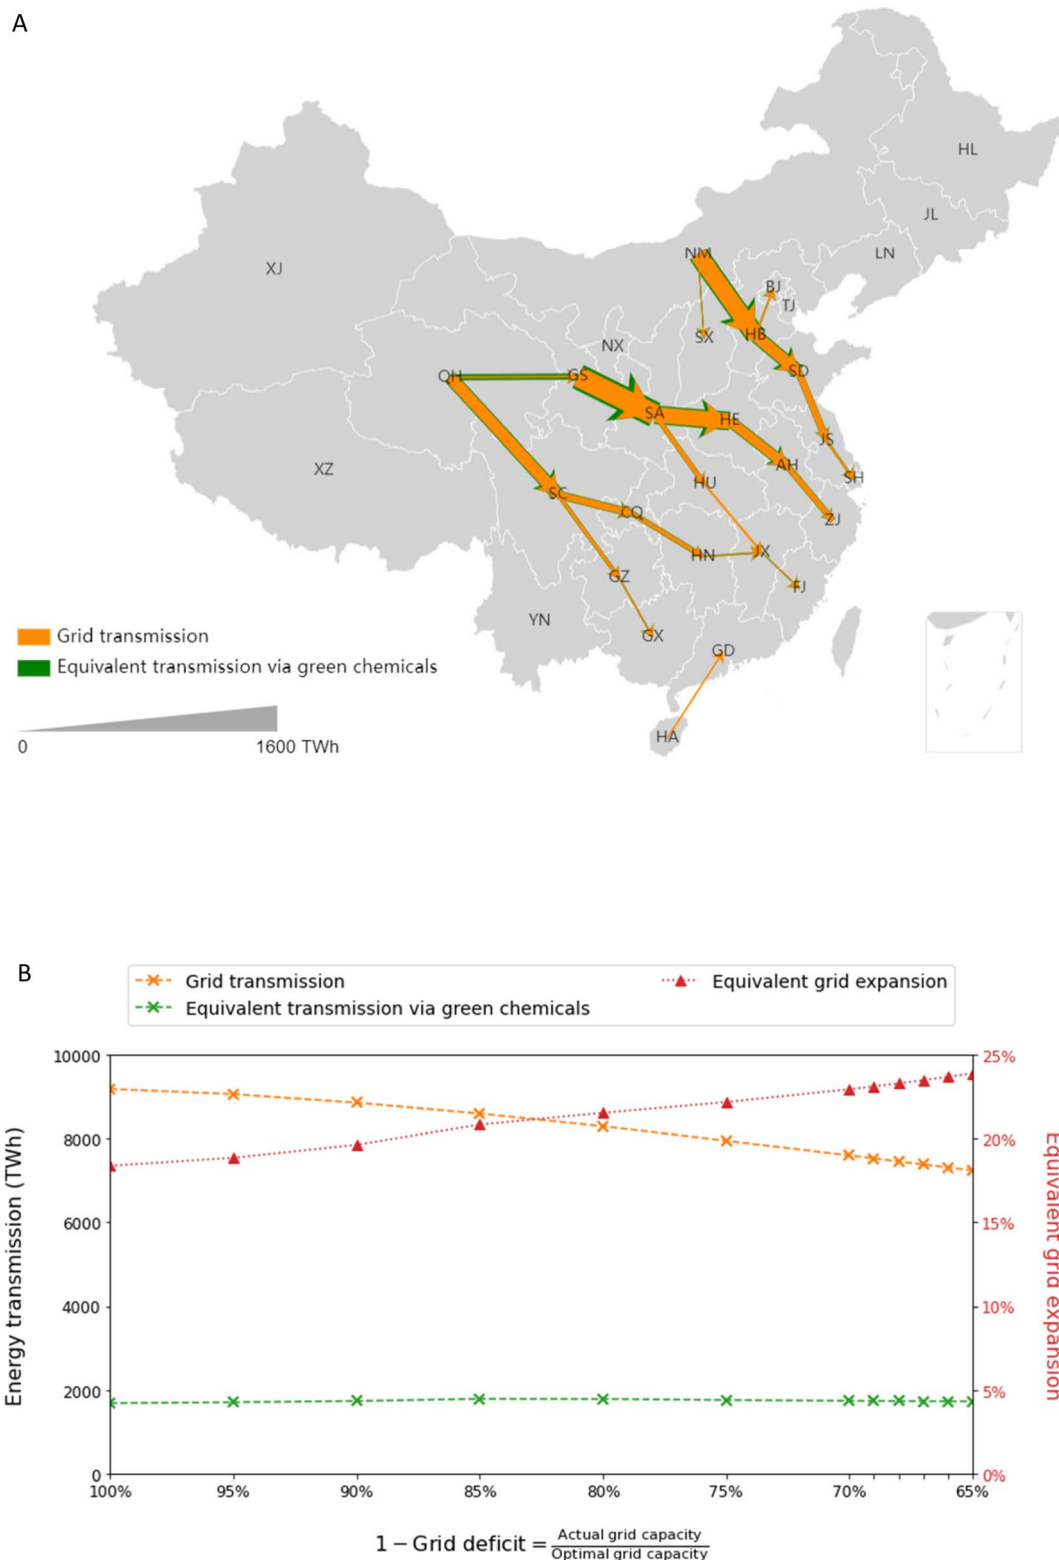 A
HL
JL
NM
LN
XJ
BJ
TJ
HB
SX
NX
QH
GS
SD
SA
HE
JS
XZ
AH
SH
HU
SC
CQ
ZJ
HN
JX
GZ
FJ
YN
GX
GD
HA
Grid transmission
Equivalent transmission via green chemicals
0 1600 TWh
B
Grid transmission
Equivalent grid expansion
Equivalent transmission via green chemicals
10000
8000
6000
4000
2000
0
Energy transmission (TWh)
25%
20%
15%
10%
5%
0%
Equivalent grid expansion
100% 95% 90% 85% 80% 75% 70% 65%
1 − Grid deficit = Actual grid capacity / Optimal grid capacity